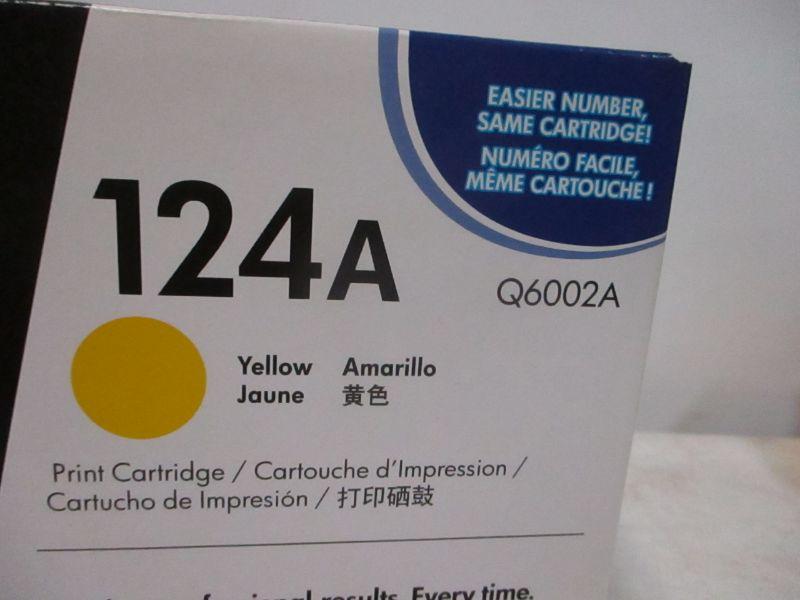 EASIER NUMBER,
SAME CARTRIDGE!
NUMÉRO FACILE,
MÊME CARTOUCHE !
124A
Q6002A
Yellow Amarillo
Jaune 黄色
Print Cartridge / Cartouche d'Impression /
Cartucho de Impresión / 打印硒鼓
results. Every time.